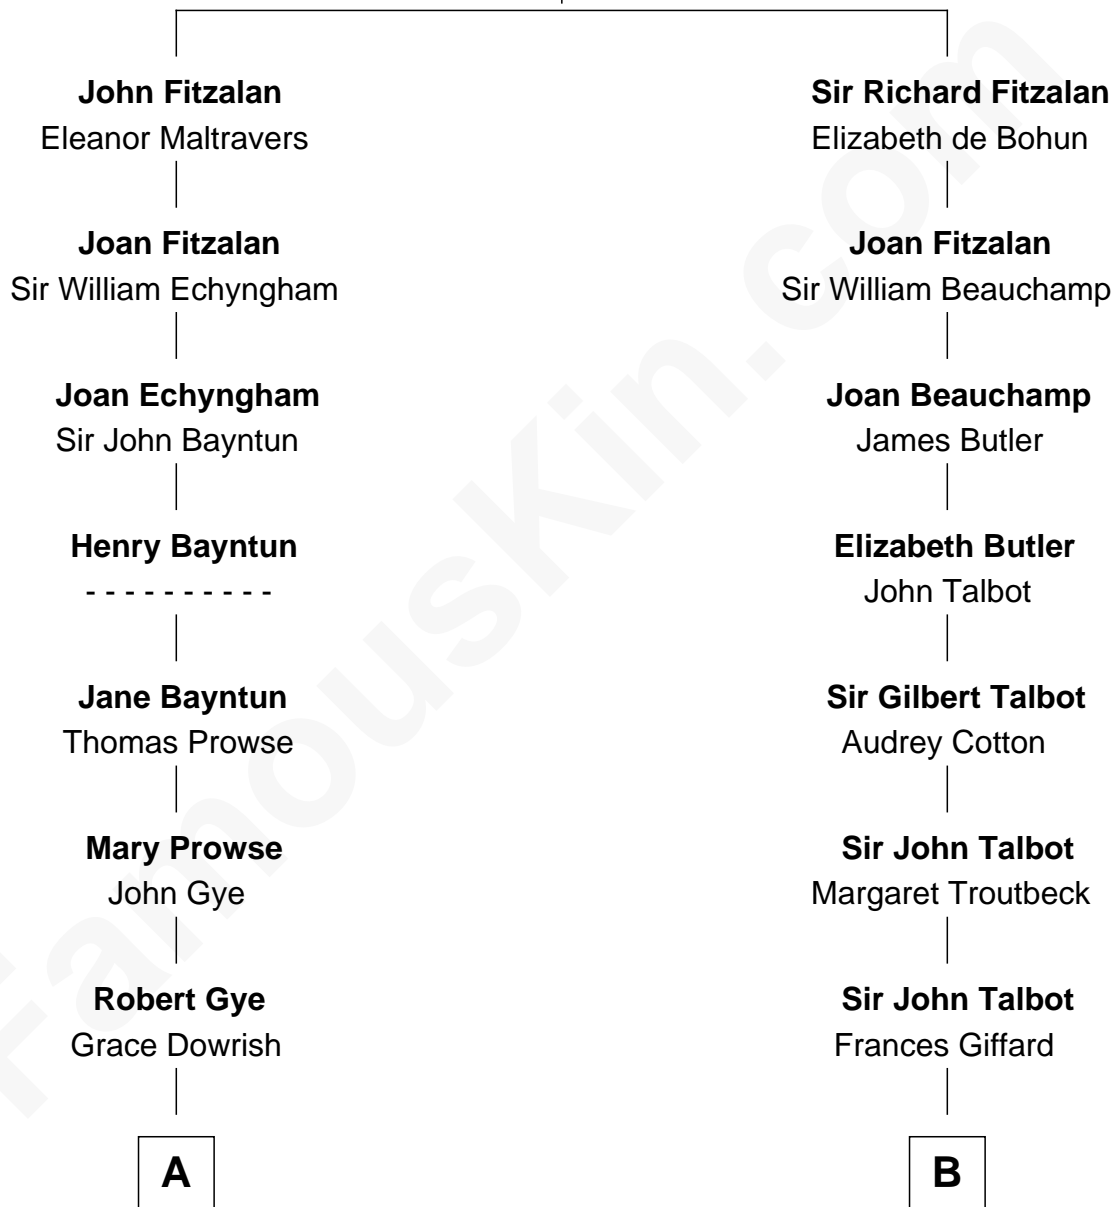 John Fitzalan
Eleanor Maltravers
Joan Fitzalan
Sir William Echyngham
Joan Echyngham
Sir John Bayntun
Henry Bayntun
- - - - - - - - - -
Jane Bayntun
Thomas Prowse
Mary Prowse
John Gye
Robert Gye
Grace Dowrish
A
Sir Richard Fitzalan
Elizabeth de Bohun
Joan Fitzalan
Sir William Beauchamp
Joan Beauchamp
James Butler
Elizabeth Butler
John Talbot
Sir Gilbert Talbot
Audrey Cotton
Sir John Talbot
Margaret Troutbeck
Sir John Talbot
Frances Giffard
B
FamousKin.com